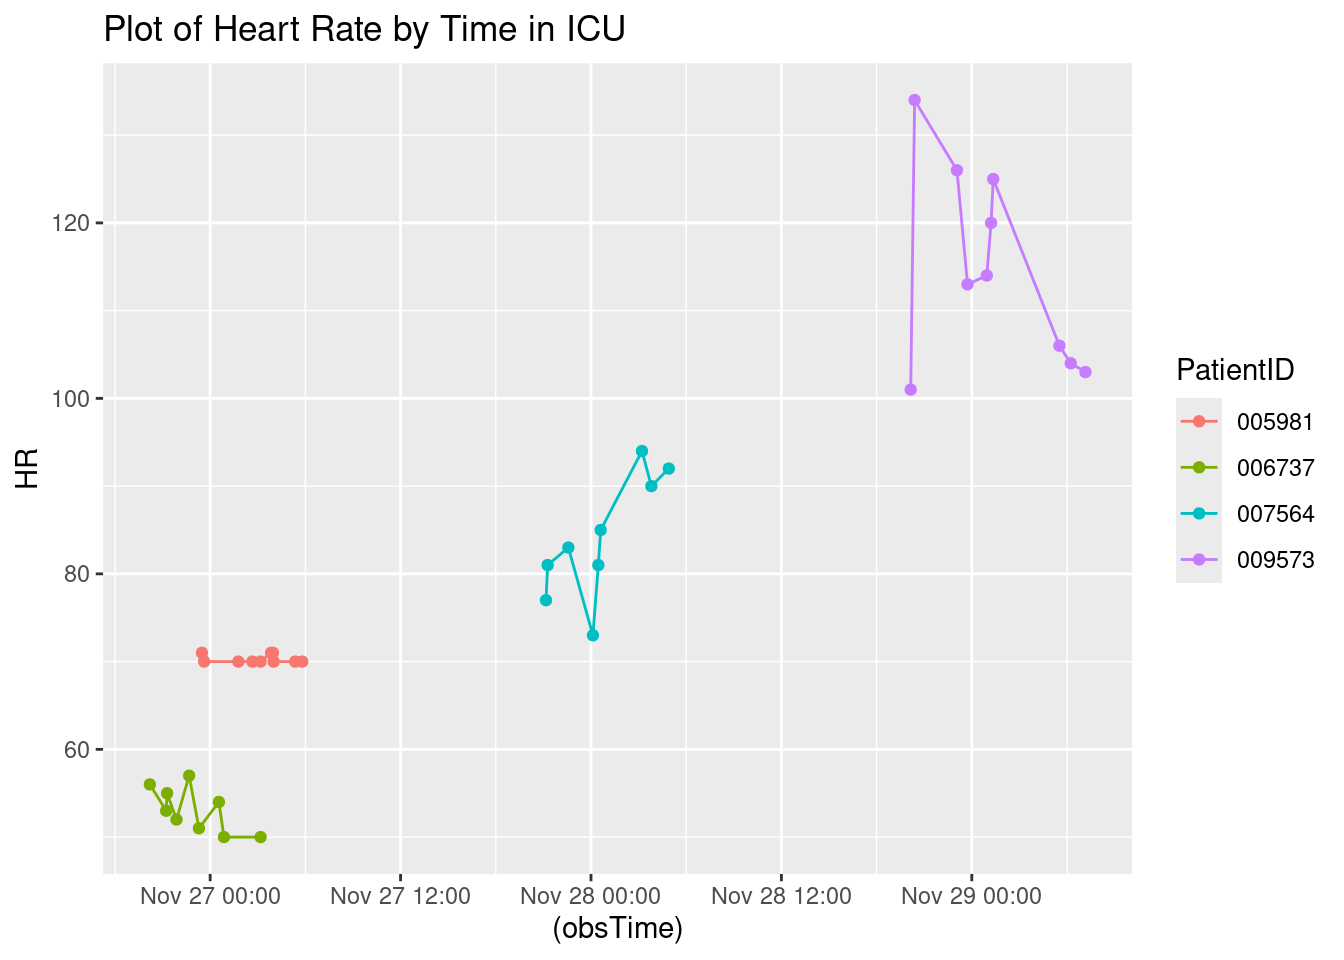 Plot of Heart Rate by Time in ICU
120
100
80
60
HR
Nov 27 00:00
Nov 27 12:00
Nov 28 00:00
Nov 28 12:00
Nov 29 00:00
(obsTime)
PatientID
005981
006737
007564
009573